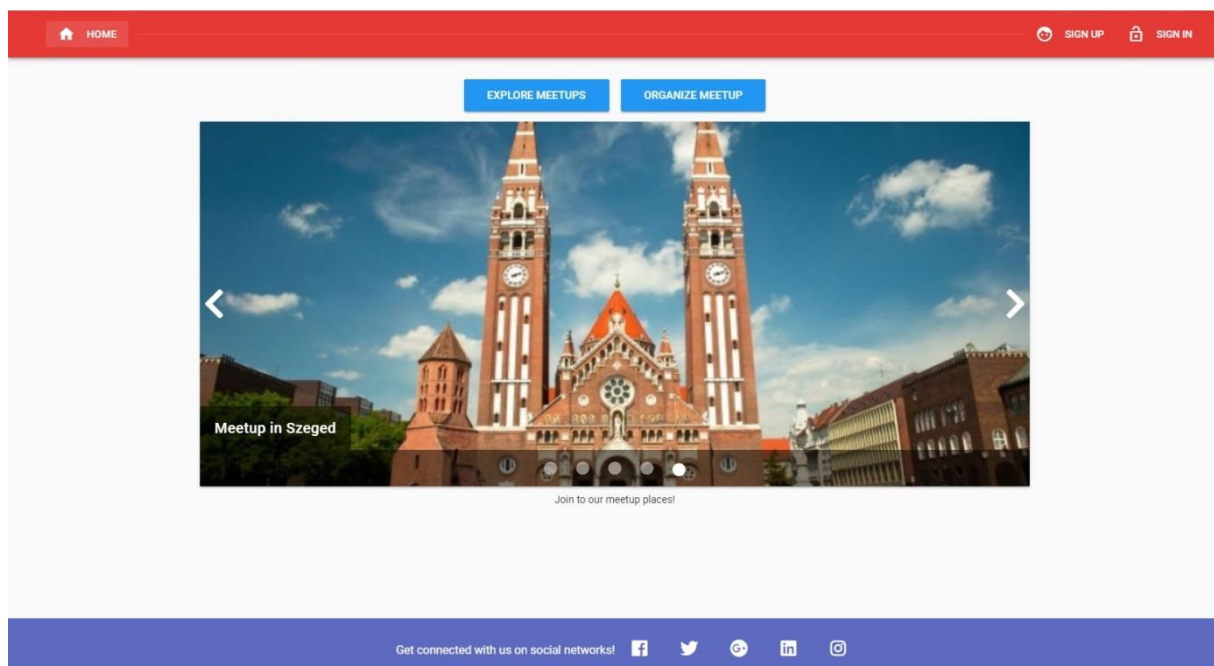 HOME
SIGN UP
SIGN IN
EXPLORE MEETUPS
ORGANIZE MEETUP
Meetup in Szeged
Join to our meetup places!
Get connected with us on social networks!